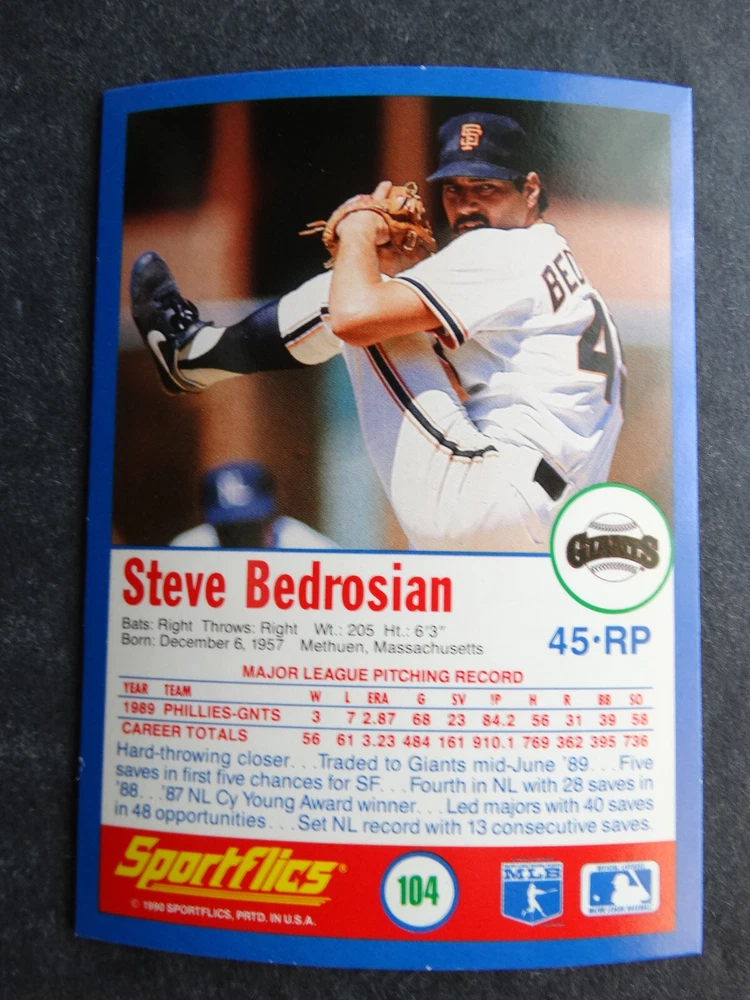 SF
BED
4
GIANTS
Steve Bedrosian
Bats: Right Throws: Right Wt.: 205 Ht.: 6'3"
Born: December 6, 1957 Methuen, Massachusetts
45•RP
MAJOR LEAGUE PITCHING RECORD
YEAR TEAM W L ERA G SV IP H R BB SO
1989 PHILLIES-GNTS 3 7 2.87 68 23 84.2 56 31 39 58
CAREER TOTALS 56 61 3.23 484 161 910.1 769 362 395 736
Hard-throwing closer...Traded to Giants mid-June '89...Five
saves in first five chances for SF...Fourth in NL with 28 saves in
'88...'87 NL Cy Young Award winner...Led majors with 40 saves
in 48 opportunities...Set NL record with 13 consecutive saves.
Sportflics®
© 1990 SPORTFLICS, PRTD. IN U.S.A.
104
MLB